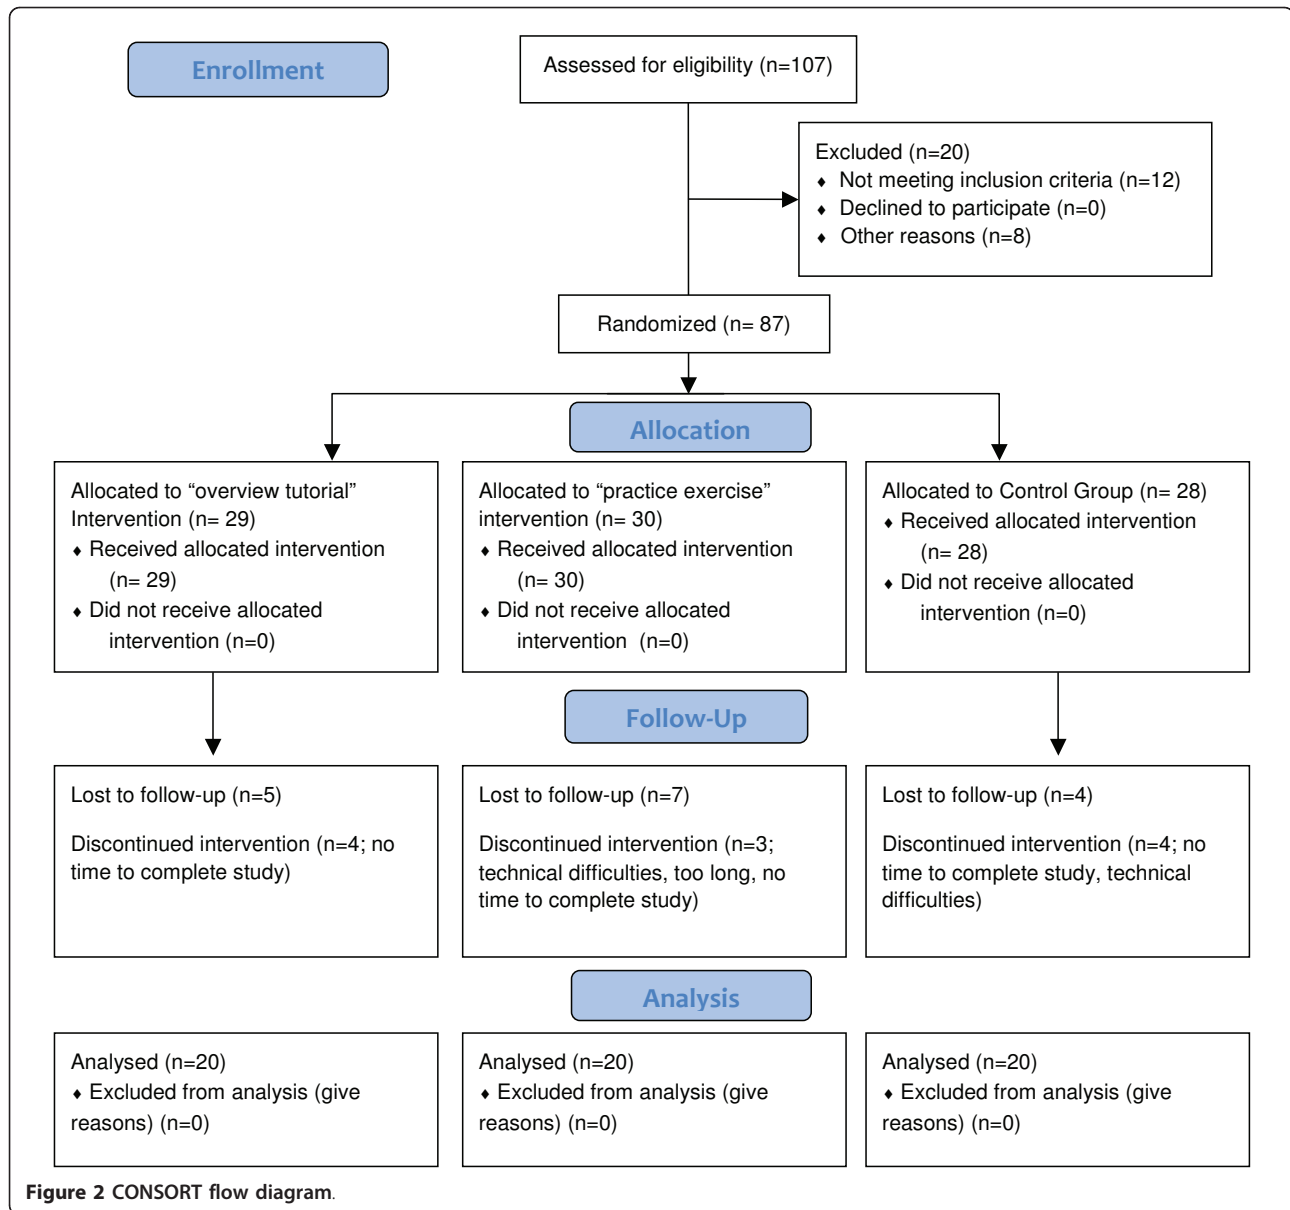 Enrollment
Assessed for eligibility (n=107)
Excluded (n=20)
♦ Not meeting inclusion criteria (n=12)
♦ Declined to participate (n=0)
♦ Other reasons (n=8)
Randomized (n= 87)
Allocation
Allocated to “overview tutorial”
Intervention (n= 29)
♦ Received allocated intervention
(n= 29)
♦ Did not receive allocated
intervention (n=0)
Allocated to “practice exercise”
intervention (n= 30)
♦ Received allocated intervention
(n= 30)
♦ Did not receive allocated
intervention (n=0)
Allocated to Control Group (n= 28)
♦ Received allocated intervention
(n= 28)
♦ Did not receive allocated
intervention (n=0)
Follow-Up
Lost to follow-up (n=5)
Discontinued intervention (n=4; no
time to complete study)
Lost to follow-up (n=7)
Discontinued intervention (n=3;
technical difficulties, too long, no
time to complete study)
Lost to follow-up (n=4)
Discontinued intervention (n=4; no
time to complete study, technical
difficulties)
Analysis
Analysed (n=20)
♦ Excluded from analysis (give
reasons) (n=0)
Analysed (n=20)
♦ Excluded from analysis (give
reasons) (n=0)
Analysed (n=20)
♦ Excluded from analysis (give
reasons) (n=0)
Figure 2 CONSORT flow diagram.